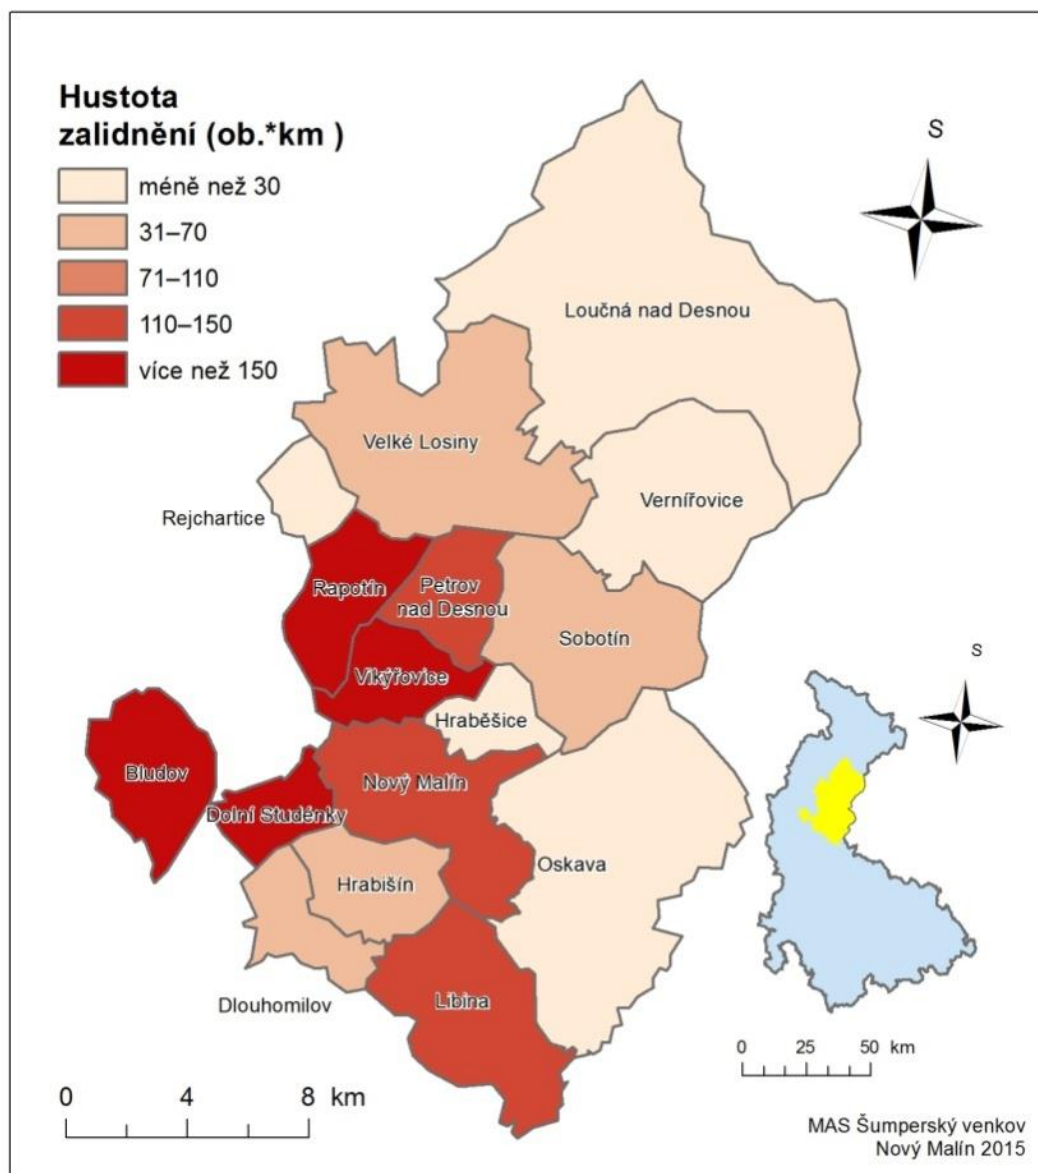 Hustota
zalidnění (ob.*km )
méně než 30
31–70
71–110
110–150
více než 150
S
Loučná nad Desnou
Velké Losiny
Vernířovice
Rejchartice
Rapotín
Petrov
nad Desnou
Sobotín
Vikýřovice
Hraběšice
S
Bludov
Nový Malín
Dolní Studénky
Oskava
Hrabišín
Dlouhomilov
Libina
0 25 50 km
0 4 8 km
MAS Šumperský venkov
Nový Malín 2015